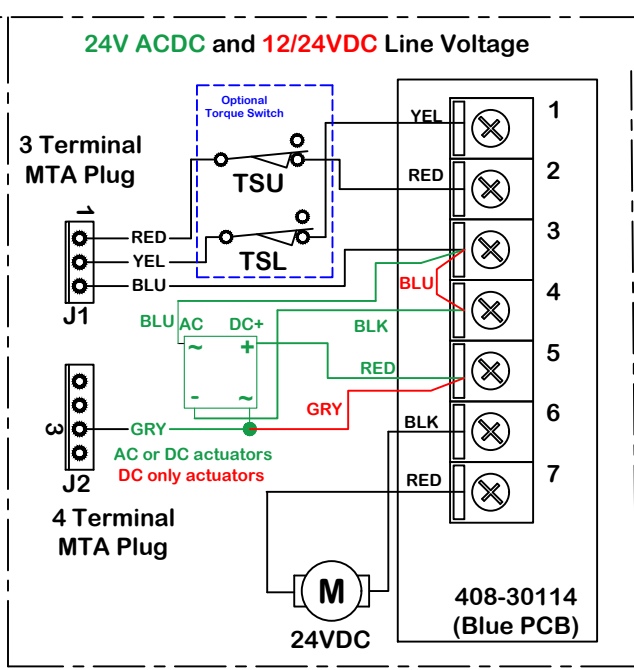 24V ACDC and 12/24VDC Line Voltage
Optional
Torque Switch
3 Terminal
MTA Plug
YEL
1
RED
2
TSU
3
1
RED
YEL
TSL
BLU
J1
BLU
4
BLU
AC
DC+
BLK
~
+
RED
5
-
~
GRY
3
GRY
BLK
6
AC or DC actuators
DC only actuators
J2
RED
7
4 Terminal
MTA Plug
M
24VDC
408-30114
(Blue PCB)